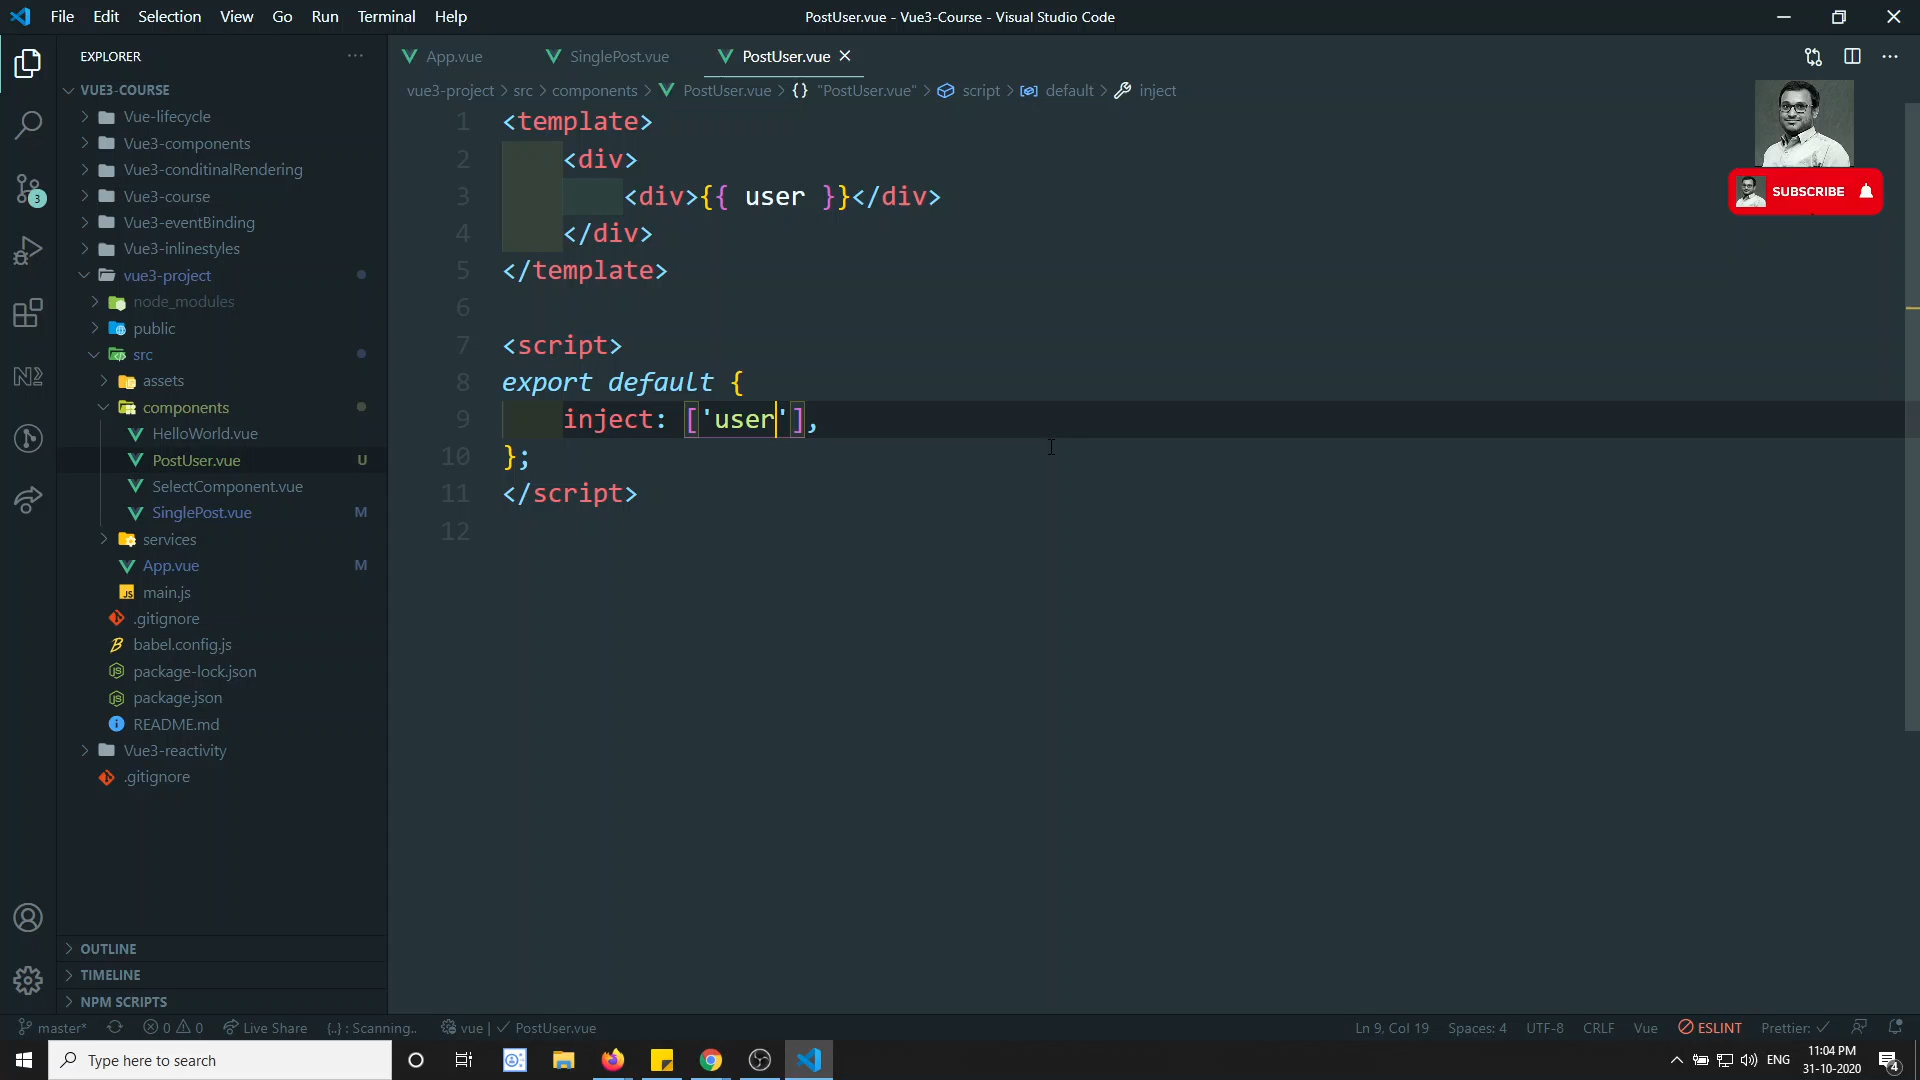 File Edit Selection View Go Run Terminal Help
PostUser.vue - Vue3-Course - Visual Studio Code
EXPLORER
VUE3-COURSE
Vue-lifecycle
Vue3-components
Vue3-conditinalRendering
Vue3-course
Vue3-eventBinding
Vue3-inlinestyles
vue3-project
node_modules
public
src
assets
components
HelloWorld.vue
PostUser.vue U
SelectComponent.vue
SinglePost.vue M
services
App.vue M
main.js
.gitignore
babel.config.js
package-lock.json
package.json
README.md
Vue3-reactivity
.gitignore
OUTLINE
TIMELINE
NPM SCRIPTS
3
App.vue SinglePost.vue PostUser.vue
vue3-project > src > components > PostUser.vue > {} "PostUser.vue" > script > default > inject
1 <template>
2 <div>
3 <div>{{ user }}</div>
4 </div>
5 </template>
6
7 <script>
8 export default {
9 inject: ['user'],
10 };
11 </script>
12
SUBSCRIBE
master* 0 0 Live Share {..} : Scanning.. vue | PostUser.vue Ln 9, Col 19 Spaces: 4 UTF-8 CRLF Vue ESLINT Prettier: ✓
Type here to search
ENG
11:04 PM
31-10-2020
4